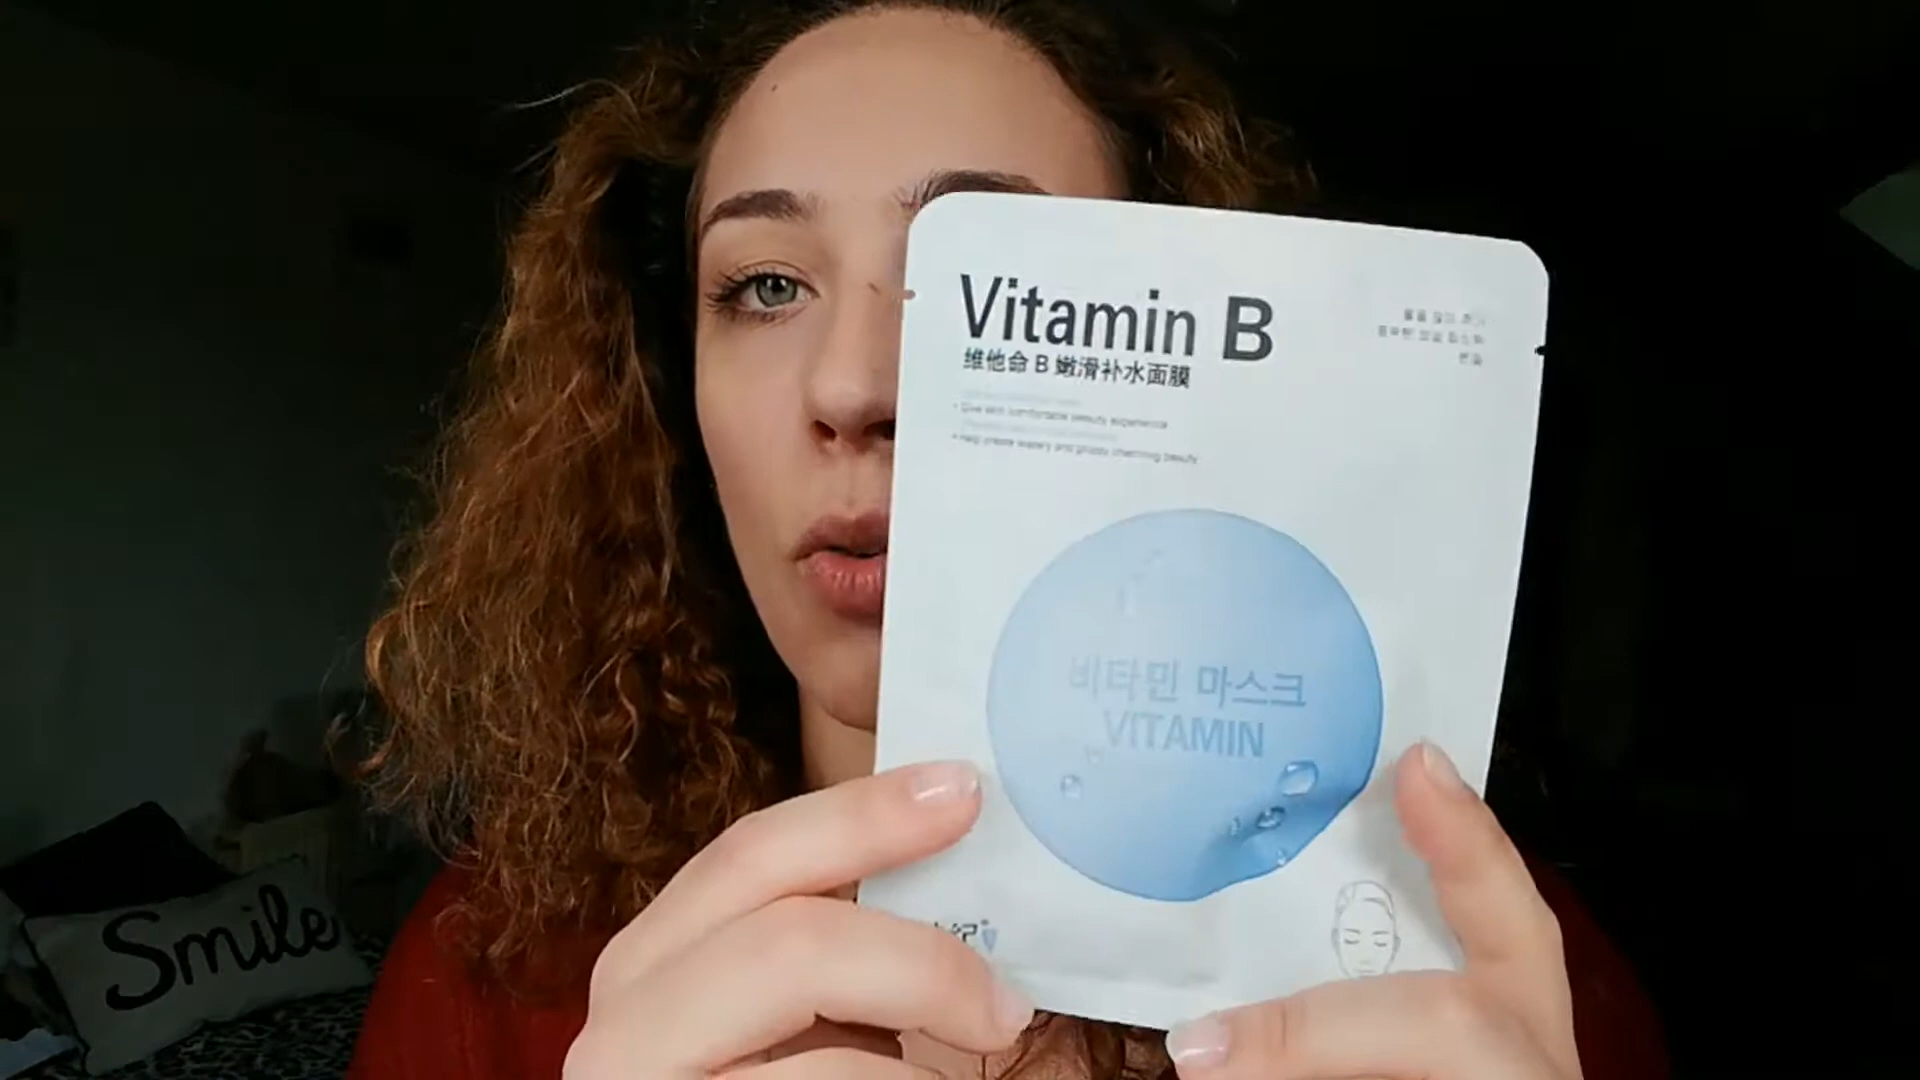 Vitamin B
维他命 B 嫩滑补水面膜
• Give skin comfortable beauty experience
• Help create watery and glossy charming beauty
비타민 마스크
VITAMIN
Smile